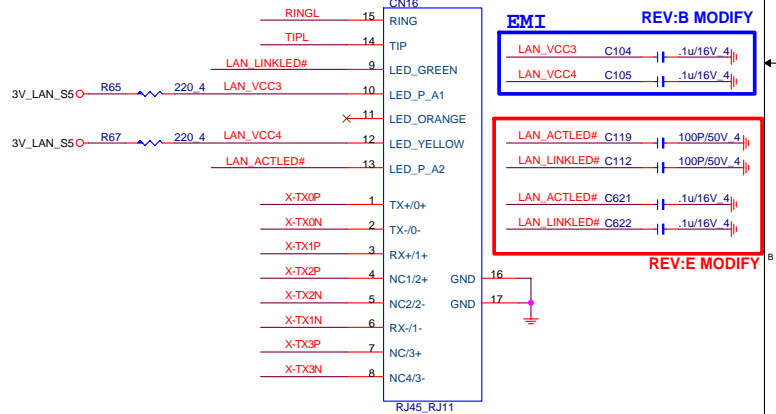 CN16
RINGL 15 RING
TIPL 14 TIP
LAN_LINKLED# 9 LED_GREEN
3V_LAN_S5 R65 220_4 LAN_VCC3 10 LED_P_A1
11 LED_ORANGE
3V_LAN_S5 R67 220_4 LAN_VCC4 12 LED_YELLOW
LAN_ACTLED# 13 LED_P_A2
X-TX0P 1 TX+/0+
X-TX0N 2 TX-/0-
X-TX1P 3 RX+/1+
X-TX2P 4 NC1/2+ GND 16
X-TX2N 5 NC2/2- GND 17
X-TX1N 6 RX-/1-
X-TX3P 7 NC/3+
X-TX3N 8 NC4/3-
RJ45_RJ11
EMI REV:B MODIFY
LAN_VCC3 C104 .1u/16V_4
LAN_VCC4 C105 .1u/16V_4
LAN_ACTLED# C119 100P/50V_4
LAN_LINKLED# C112 100P/50V_4
LAN_ACTLED# C621 .1u/16V_4
LAN_LINKLED# C622 .1u/16V_4
REV:E MODIFY
B